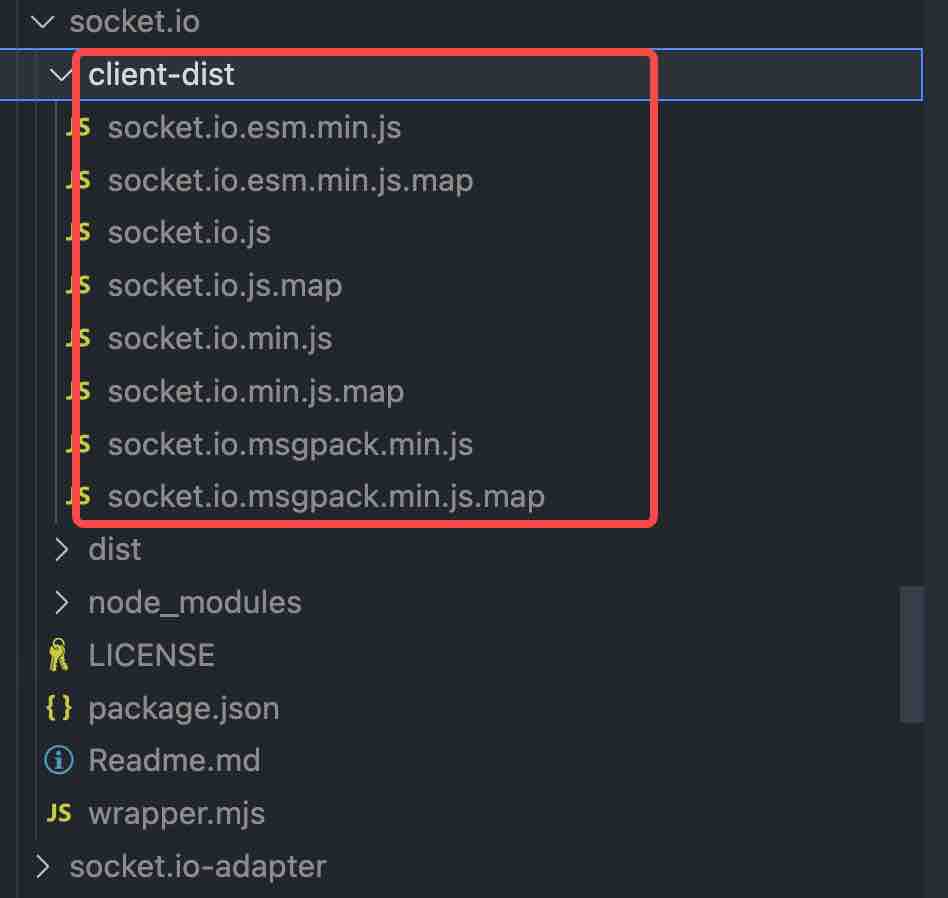 socket.io
client-dist
JS socket.io.esm.min.js
JS socket.io.esm.min.js.map
JS socket.io.js
JS socket.io.js.map
JS socket.io.min.js
JS socket.io.min.js.map
JS socket.io.msgpack.min.js
JS socket.io.msgpack.min.js.map
dist
node_modules
LICENSE
{} package.json
Readme.md
JS wrapper.mjs
socket.io-adapter